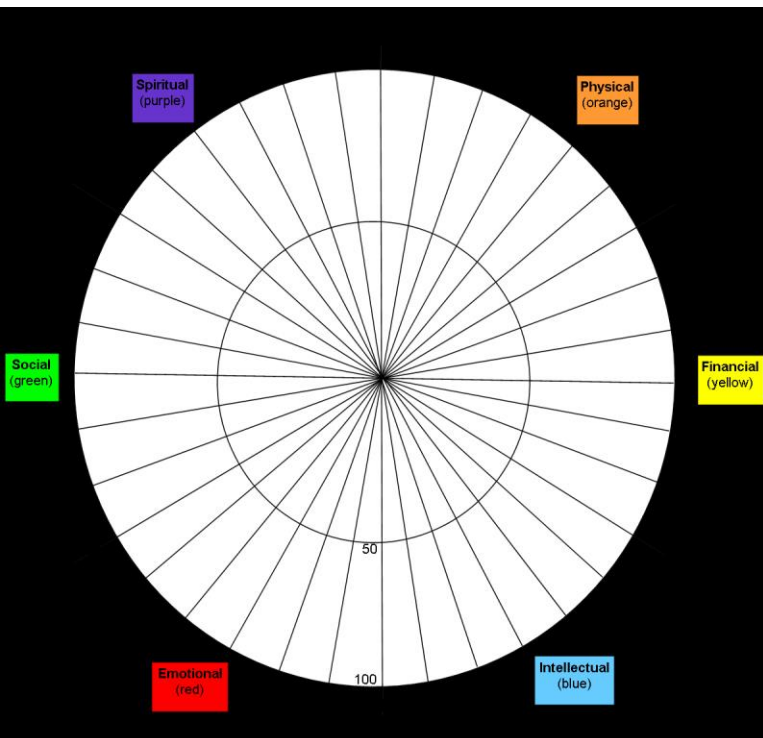 Spiritual
(purple)
Physical
(orange)
Social
(green)
Financial
(yellow)
50
Emotional
(red)
Intellectual
(blue)
100